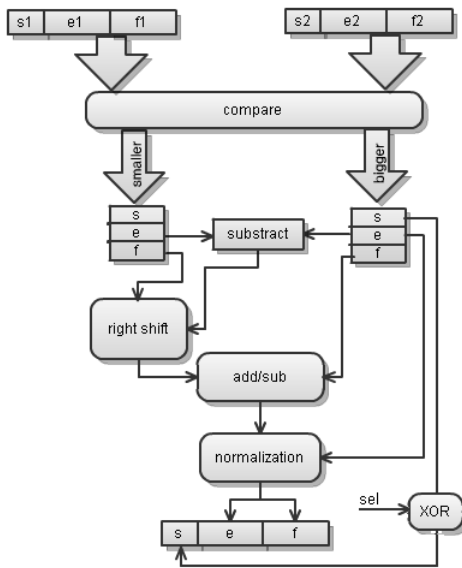 s1 e1 f1
s2 e2 f2
compare
smaller
bigger
s
e
f
substract
s
e
f
right shift
add/sub
normalization
sel
XOR
s e f